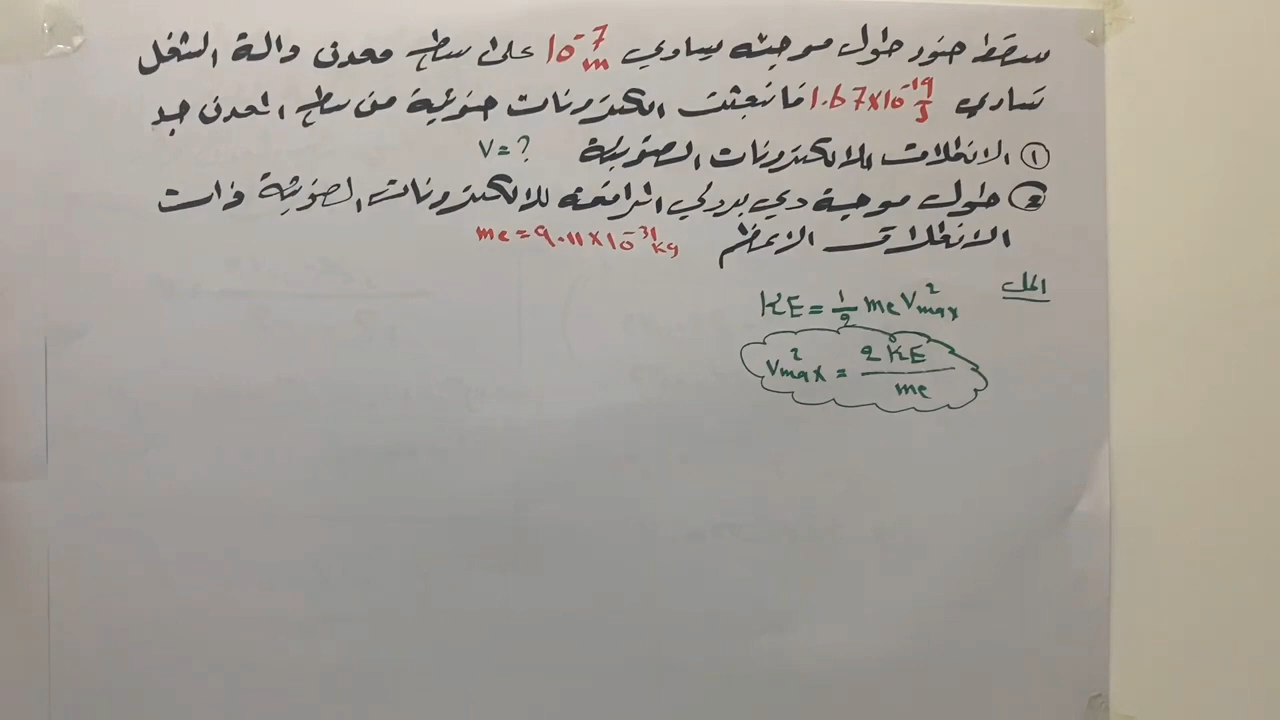 سقط ضوء طول موجته يساوي 10⁻⁷ m على سطح معدن دالة الشغل
تساوي 1.67×10⁻¹⁹ J فانبعثت الكترونات ضوئية من سطح المعدن جد
① الانطلاق للالكترونات الضوئية V=?
② طول موجة دي برولي المرافقة للالكترونات الضوئية ذات
الانطلاق الاعظم me=9.11×10⁻³¹ kg
الحل
KE = 1/2 me Vmax²
Vmax² = 2KE / me